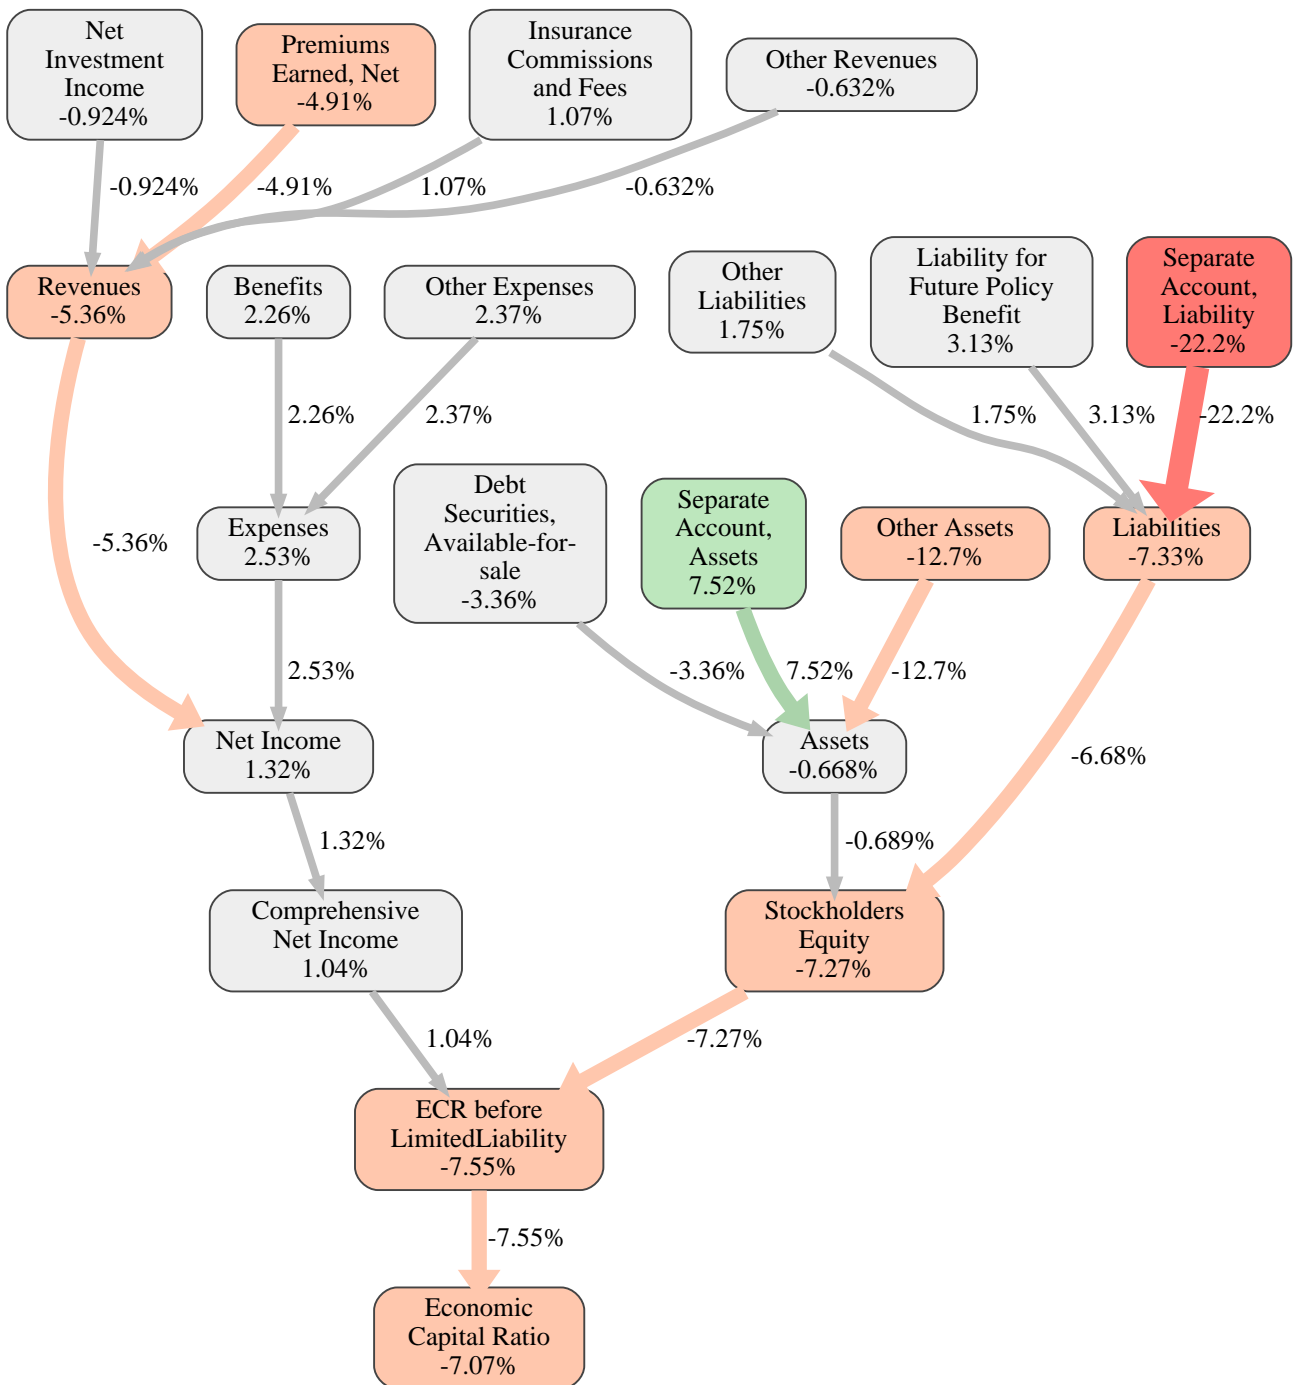 Net
Investment
Income
-0.924%
Premiums
Earned, Net
-4.91%
Insurance
Commissions
and Fees
1.07%
Other Revenues
-0.632%
-0.924%
-4.91%
1.07%
-0.632%
Revenues
-5.36%
Benefits
2.26%
Other Expenses
2.37%
Other
Liabilities
1.75%
Liability for
Future Policy
Benefit
3.13%
Separate
Account,
Liability
-22.2%
2.26%
2.37%
1.75%
3.13%
-22.2%
-5.36%
Expenses
2.53%
Debt
Securities,
Available-for-
sale
-3.36%
Separate
Account,
Assets
7.52%
Other Assets
-12.7%
Liabilities
-7.33%
2.53%
-3.36%
7.52%
-12.7%
-6.68%
Net Income
1.32%
Assets
-0.668%
1.32%
-0.689%
Comprehensive
Net Income
1.04%
Stockholders
Equity
-7.27%
1.04%
-7.27%
ECR before
LimitedLiability
-7.55%
-7.55%
Economic
Capital Ratio
-7.07%